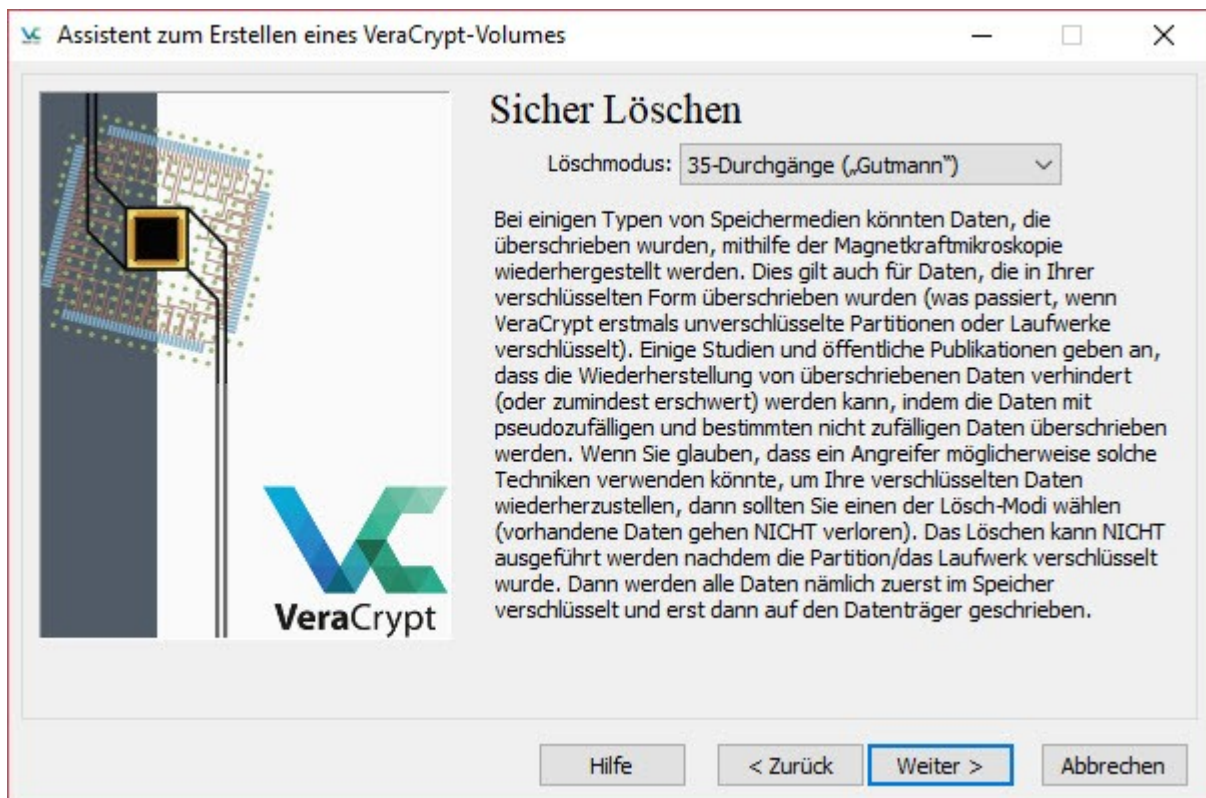 Assistent zum Erstellen eines VeraCrypt-Volumes
Sicher Löschen
Löschmodus: 35-Durchgänge („Gutmann“)
Bei einigen Typen von Speichermedien könnten Daten, die
überschrieben wurden, mithilfe der Magnetkraftmikroskopie
wiederhergestellt werden. Dies gilt auch für Daten, die in Ihrer
verschlüsselten Form überschrieben wurden (was passiert, wenn
VeraCrypt erstmals unverschlüsselte Partitionen oder Laufwerke
verschlüsselt). Einige Studien und öffentliche Publikationen geben an,
dass die Wiederherstellung von überschriebenen Daten verhindert
(oder zumindest erschwert) werden kann, indem die Daten mit
pseudozufälligen und bestimmten nicht zufälligen Daten überschrieben
werden. Wenn Sie glauben, dass ein Angreifer möglicherweise solche
Techniken verwenden könnte, um Ihre verschlüsselten Daten
wiederherzustellen, dann sollten Sie einen der Lösch-Modi wählen
(vorhandene Daten gehen NICHT verloren). Das Löschen kann NICHT
ausgeführt werden nachdem die Partition/das Laufwerk verschlüsselt
wurde. Dann werden alle Daten nämlich zuerst im Speicher
verschlüsselt und erst dann auf den Datenträger geschrieben.
VeraCrypt
Hilfe < Zurück Weiter > Abbrechen